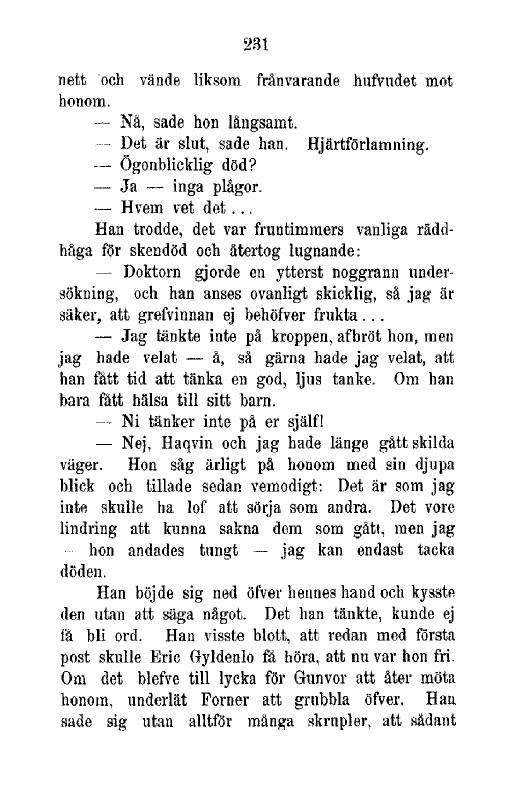 231
nett och vände liksom frånvarande hufvudet mot
honom.
— Nå, sade hon långsamt.
— Det är slut, sade han. Hjärtförlamning.
— Ögonblicklig död?
— Ja — inga plågor.
— Hvem vet det . . .
Han trodde, det var fruntimmers vanliga rädd-
håga för skendöd och återtog lugnande:
— Doktorn gjorde en ytterst noggrann under-
sökning, och han anses ovanligt skicklig, så jag är
säker, att grefvinnan ej behöfver frukta . . .
— Jag tänkte inte på kroppen, afbröt hon, men
jag hade velat — å, så gärna hade jag velat, att
han fått tid att tänka en god, ljus tanke. Om han
bara fått hälsa till sitt barn.
— Ni tänker inte på er själf!
— Nej, Haqvin och jag hade länge gått skilda
väger. Hon såg ärligt på honom med sin djupa
blick och tillade sedan vemodigt: Det är som jag
inte skulle ha lof att sörja som andra. Det vore
lindring att kunna sakna dem som gått, men jag
— hon andades tungt — jag kan endast tacka
döden.
Han böjde sig ned öfver hennes hand och kysste
den utan att säga något. Det han tänkte, kunde ej
få bli ord. Han visste blott, att redan med första
post skulle Eric Gyldenlo få höra, att nu var hon fri.
Om det blefve till lycka för Gunvor att åter möta
honom, underlät Forner att grubbla öfver. Han
sade sig utan alltför många skrupler, att sådant